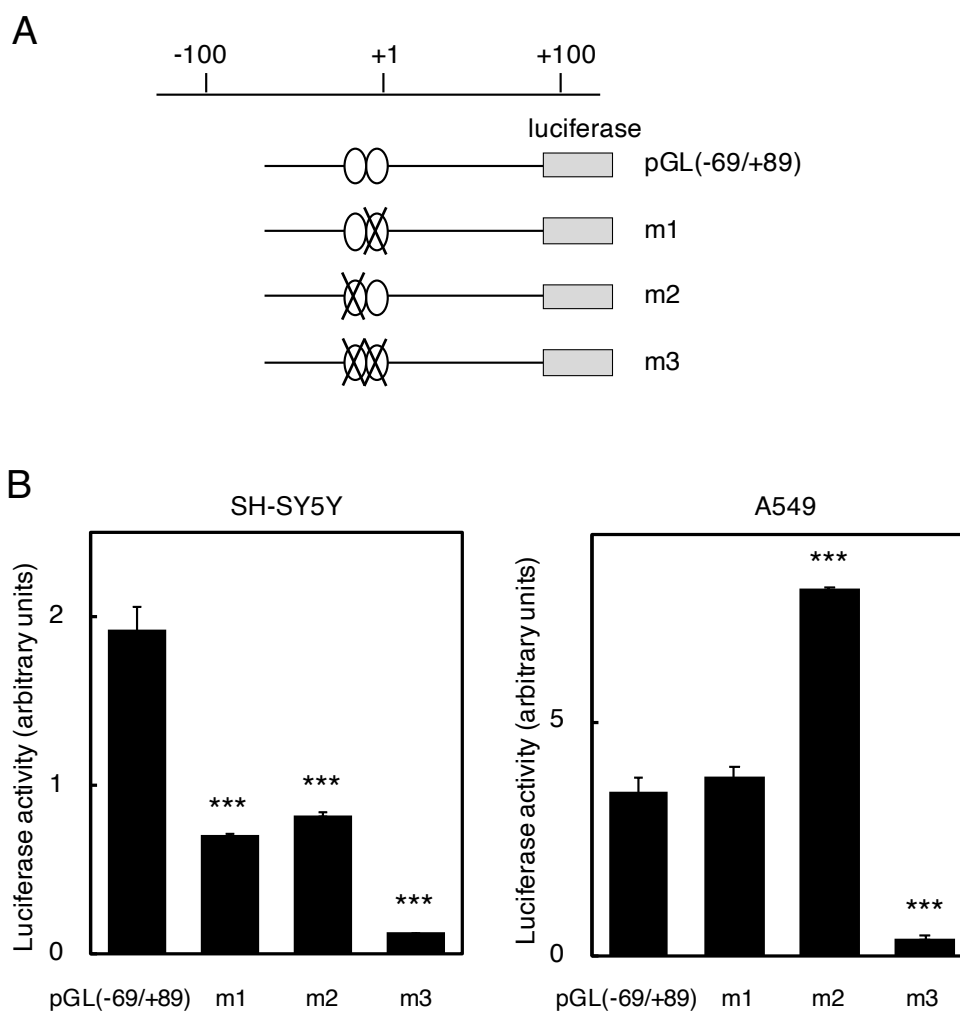 A
-100 +1 +100
luciferase
pGL(-69/+89)
m1
m2
m3
B
SH-SY5Y
Luciferase activity (arbitrary units)
2
1
0
***
***
***
pGL(-69/+89) m1 m2 m3
A549
Luciferase activity (arbitrary units)
5
0
***
***
pGL(-69/+89) m1 m2 m3